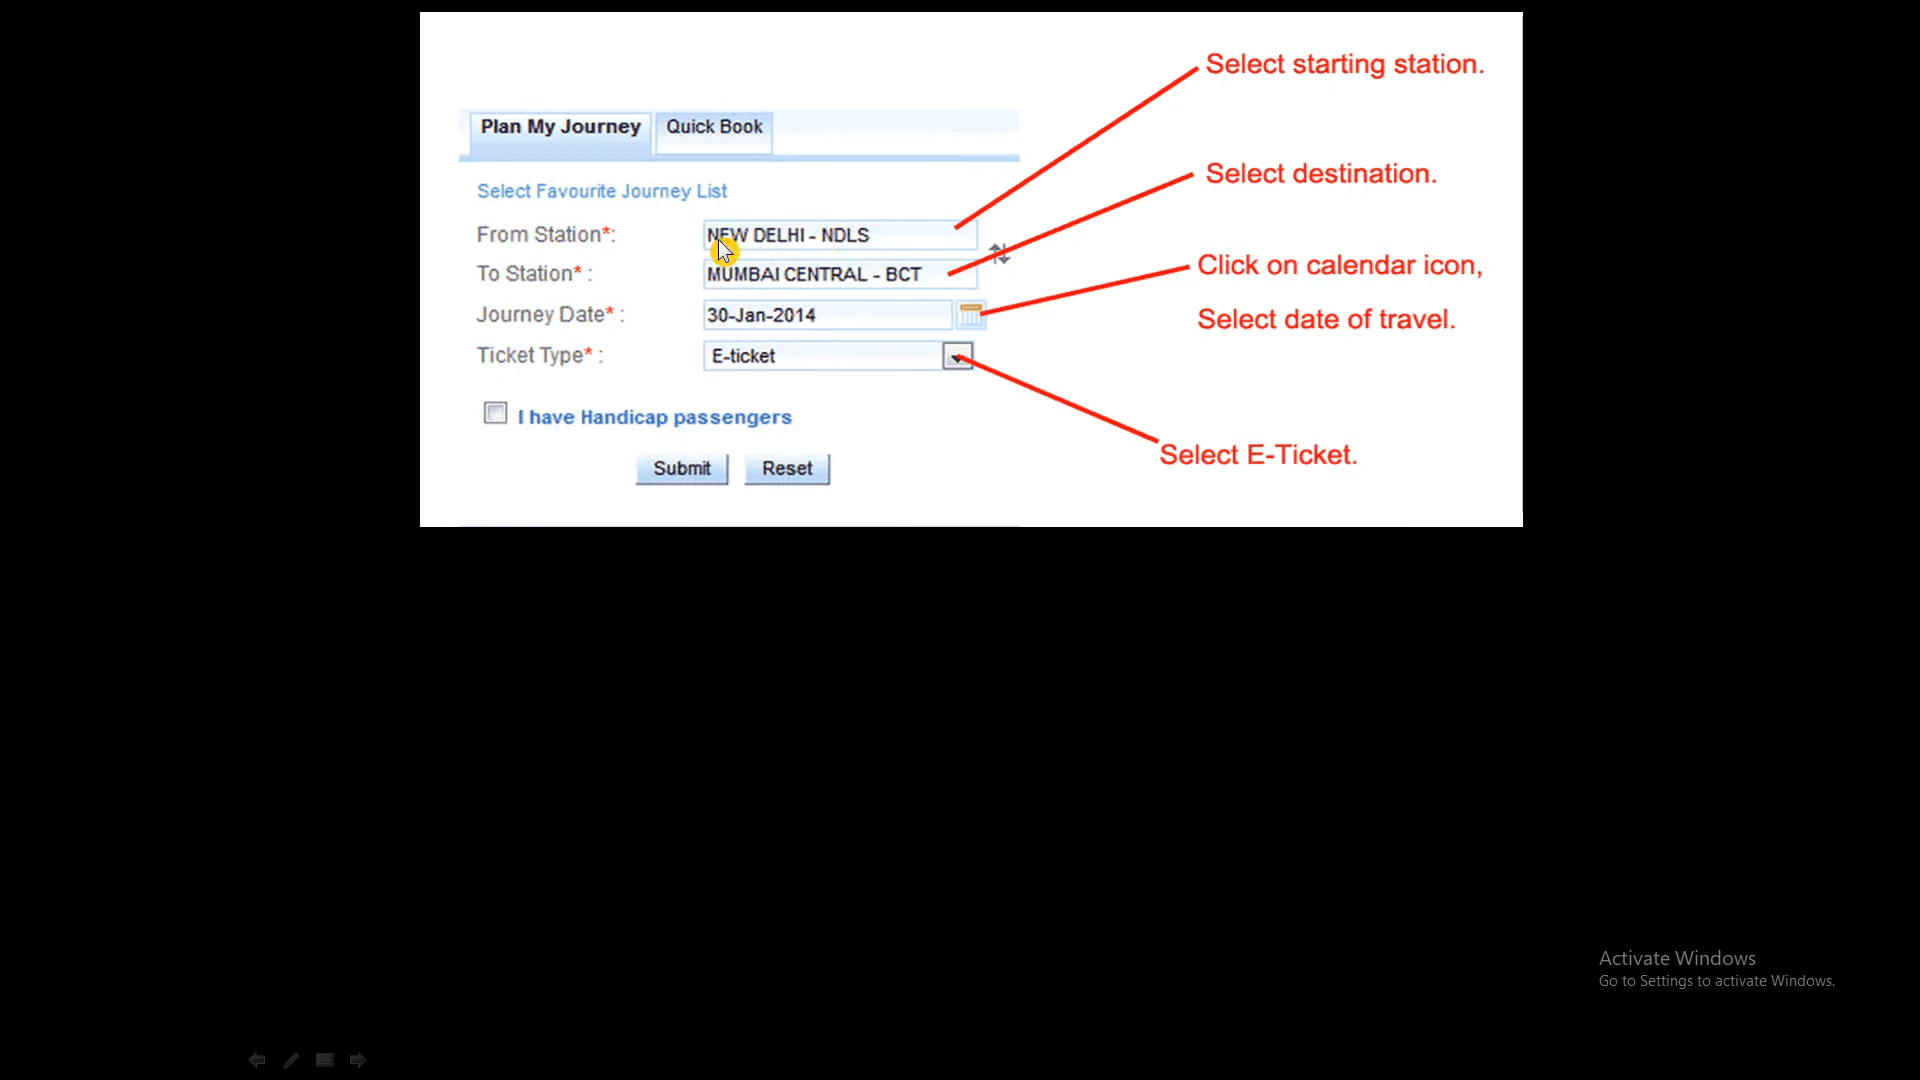 Select starting station.
Plan My Journey Quick Book
Select destination.
Select Favourite Journey List
From Station*: NEW DELHI - NDLS
To Station* : MUMBAI CENTRAL - BCT
Click on calendar icon,
Journey Date* : 30-Jan-2014
Select date of travel.
Ticket Type* : E-ticket
I have Handicap passengers
Select E-Ticket.
Submit Reset
Activate Windows
Go to Settings to activate Windows.